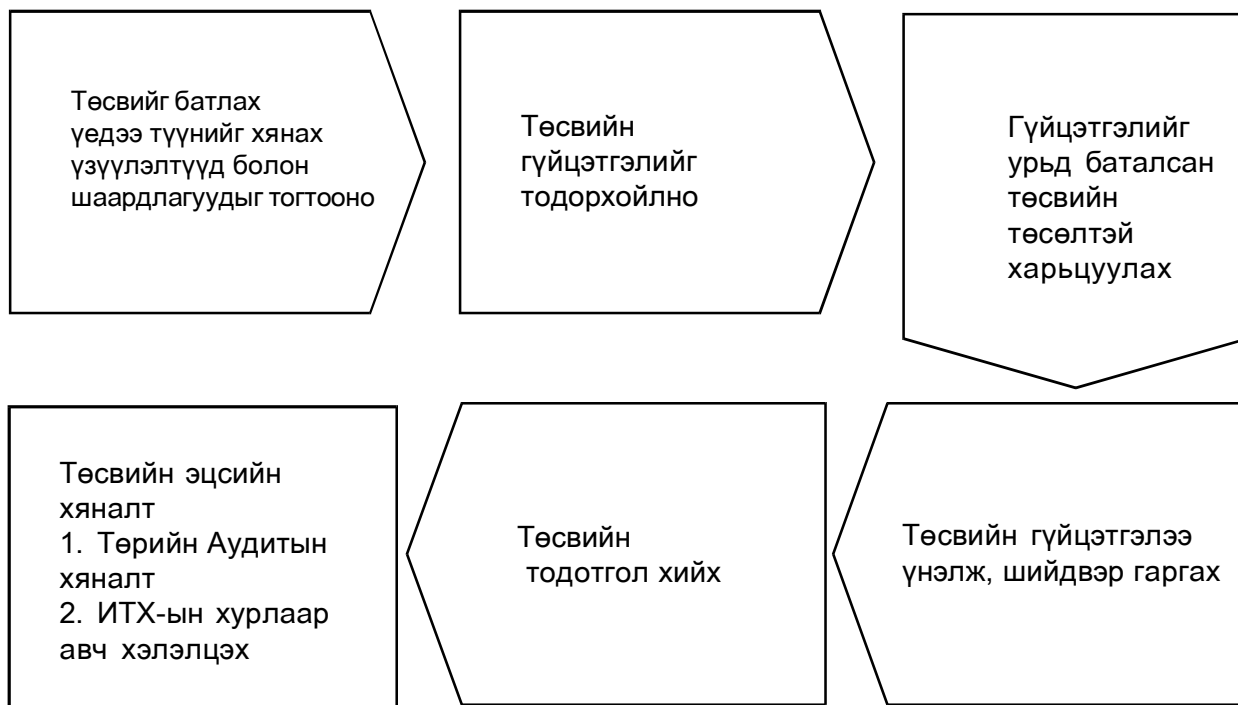 Төсвийг батлах
үедээ түүнийг хянах
үзүүлэлтүүд болон
шаардлагуудыг тогтооно
Төсвийн
гүйцэтгэлийг
тодорхойлно
Гүйцэтгэлийг
урьд баталсан
төсвийн
төсөлтэй
харьцуулах
Төсвийн гүйцэтгэлээ
үнэлж, шийдвэр гаргах
Төсвийн
тодотгол хийх
Төсвийн эцсийн
хяналт
1. Төрийн Аудитын
хяналт
2. ИТХ-ын хурлаар
авч хэлэлцэх